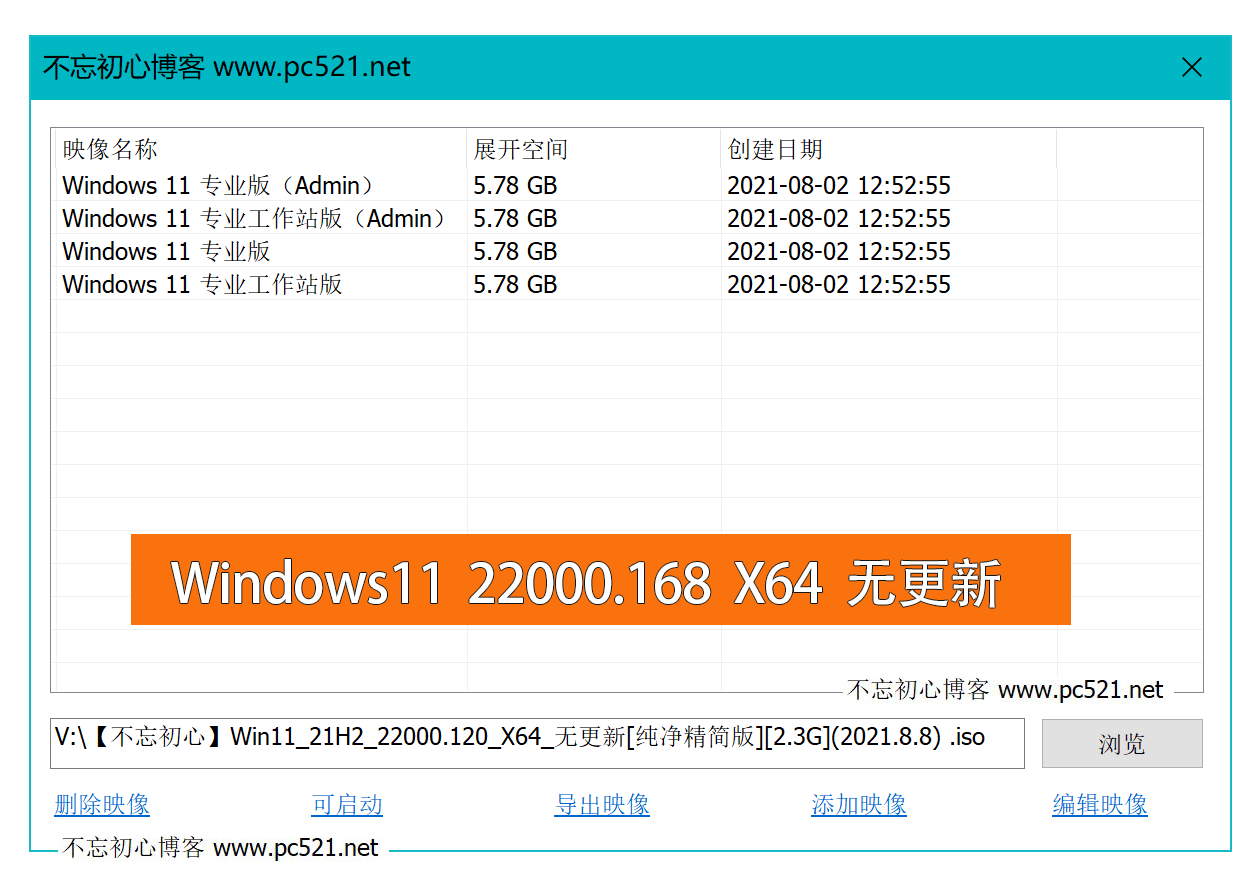 不忘初心博客 www.pc521.net
映像名称 展开空间 创建日期
Windows 11 专业版（Admin） 5.78 GB 2021-08-02 12:52:55
Windows 11 专业工作站版（Admin） 5.78 GB 2021-08-02 12:52:55
Windows 11 专业版 5.78 GB 2021-08-02 12:52:55
Windows 11 专业工作站版 5.78 GB 2021-08-02 12:52:55
Windows11 22000.168 X64 无更新
不忘初心博客 www.pc521.net
V:\【不忘初心】Win11_21H2_22000.120_X64_无更新[纯净精简版][2.3G](2021.8.8) .iso
浏览
删除映像 可启动 导出映像 添加映像 编辑映像
不忘初心博客 www.pc521.net